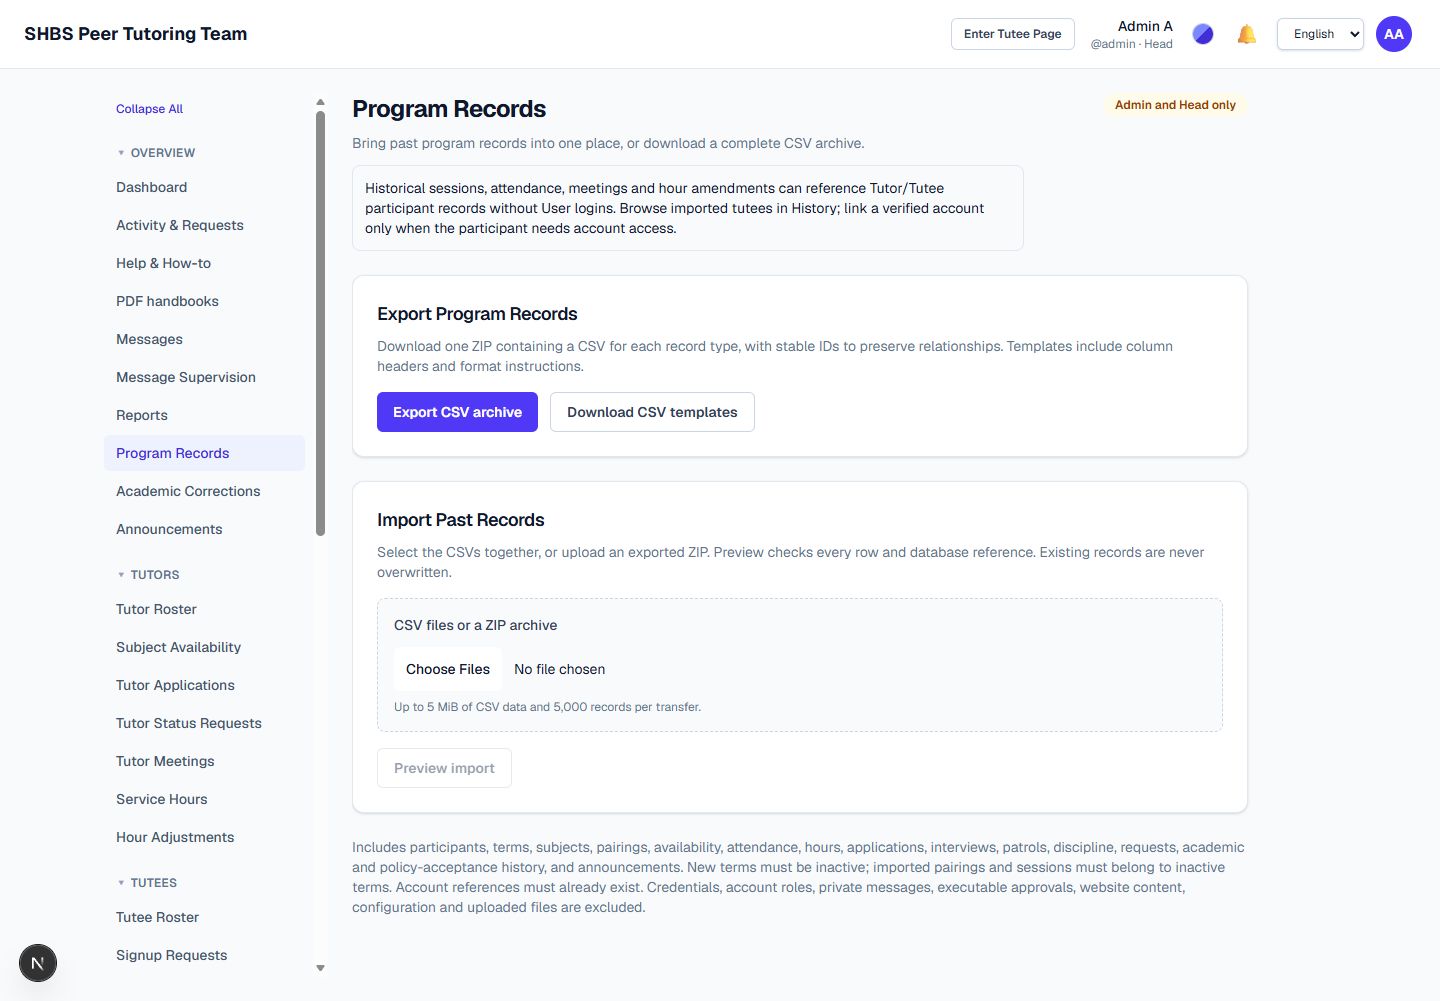 SHBS Peer Tutoring Team
Enter Tutee Page
Admin A
@admin · Head
English
AA
Collapse All
OVERVIEW
Dashboard
Activity & Requests
Help & How-to
PDF handbooks
Messages
Message Supervision
Reports
Program Records
Academic Corrections
Announcements
TUTORS
Tutor Roster
Subject Availability
Tutor Applications
Tutor Status Requests
Tutor Meetings
Service Hours
Hour Adjustments
TUTEES
Tutee Roster
Signup Requests
N
Program Records
Admin and Head only
Bring past program records into one place, or download a complete CSV archive.
Historical sessions, attendance, meetings and hour amendments can reference Tutor/Tutee
participant records without User logins. Browse imported tutees in History; link a verified account
only when the participant needs account access.
Export Program Records
Download one ZIP containing a CSV for each record type, with stable IDs to preserve relationships. Templates include column
headers and format instructions.
Export CSV archive
Download CSV templates
Import Past Records
Select the CSVs together, or upload an exported ZIP. Preview checks every row and database reference. Existing records are never
overwritten.
CSV files or a ZIP archive
Choose Files
No file chosen
Up to 5 MiB of CSV data and 5,000 records per transfer.
Preview import
Includes participants, terms, subjects, pairings, availability, attendance, hours, applications, interviews, patrols, discipline, requests, academic
and policy-acceptance history, and announcements. New terms must be inactive; imported pairings and sessions must belong to inactive
terms. Account references must already exist. Credentials, account roles, private messages, executable approvals, website content,
configuration and uploaded files are excluded.